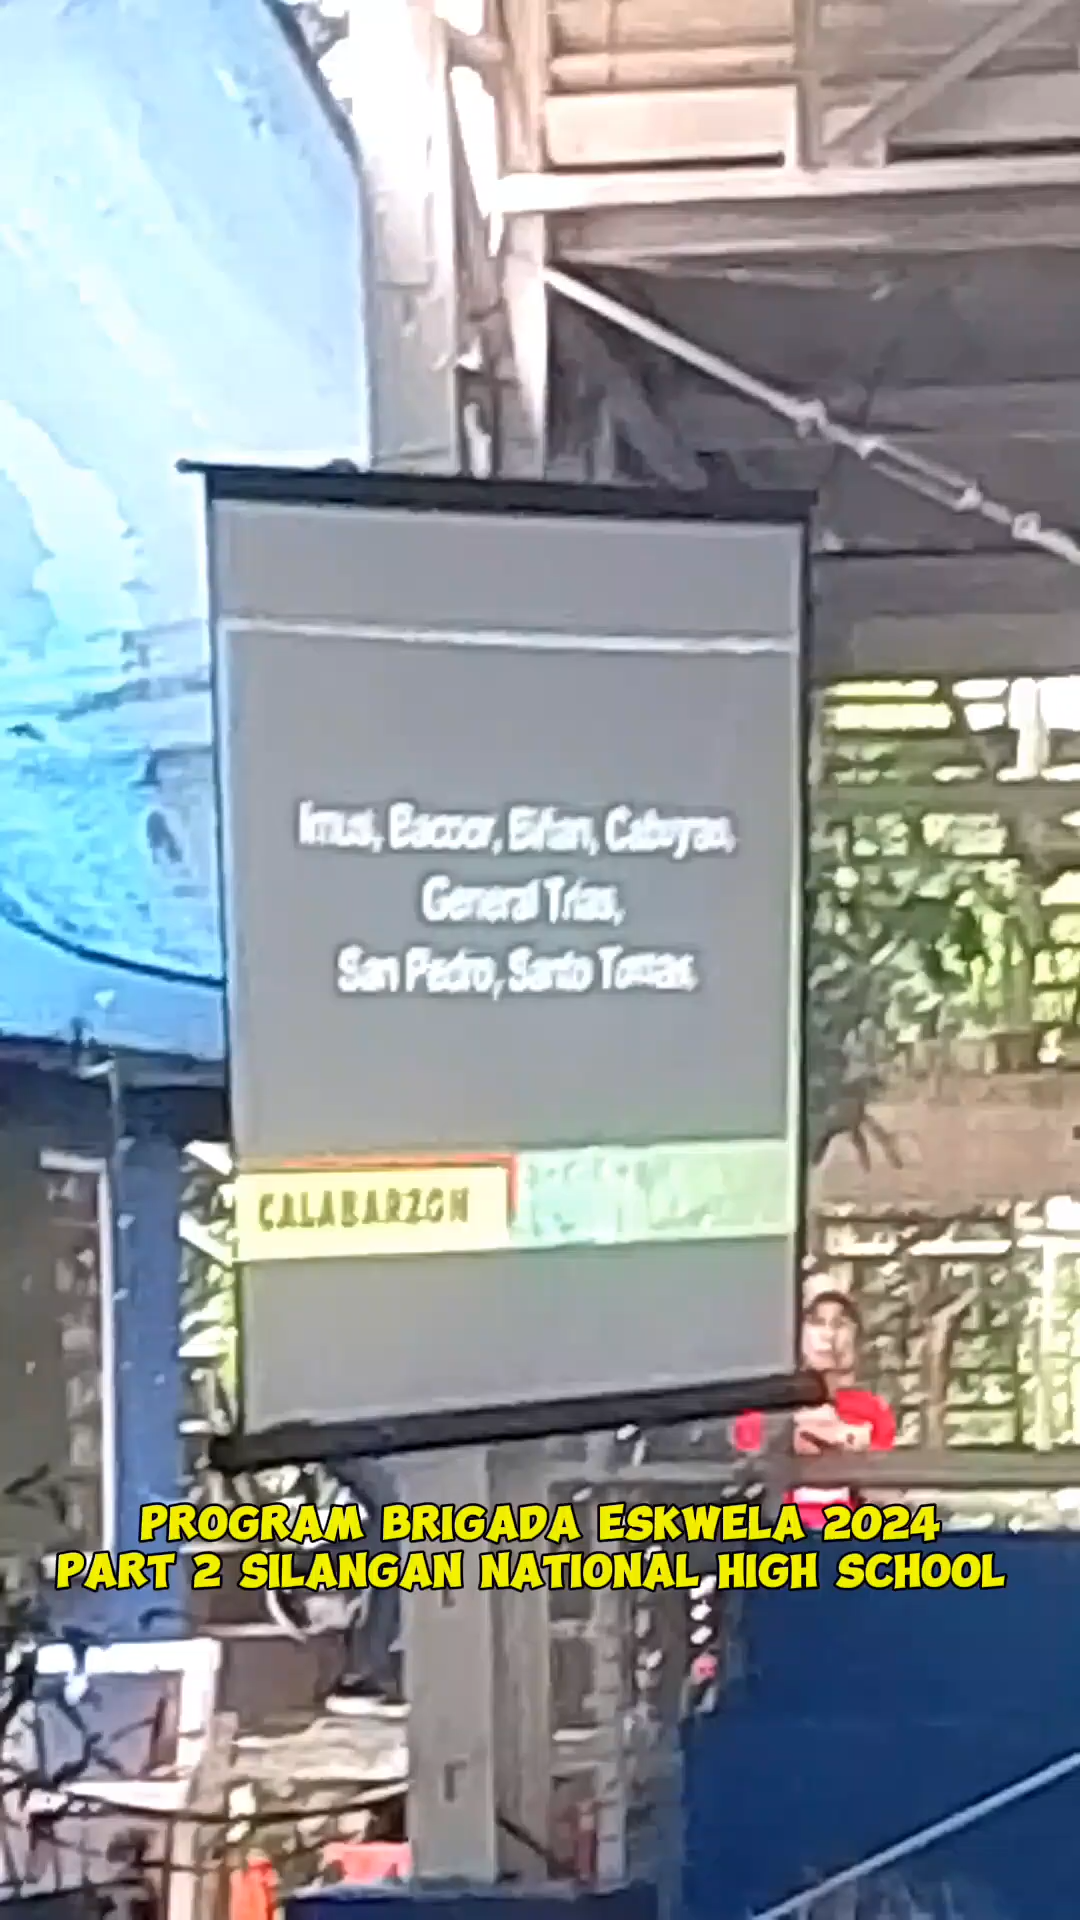 Imus, Bacoor, Biñan, Cabuyao,
General Trias,
San Pedro, Santo Tomas,
CALABARZON
PROGRAM BRIGADA ESKWELA 2024
PART 2 SILANGAN NATIONAL HIGH SCHOOL